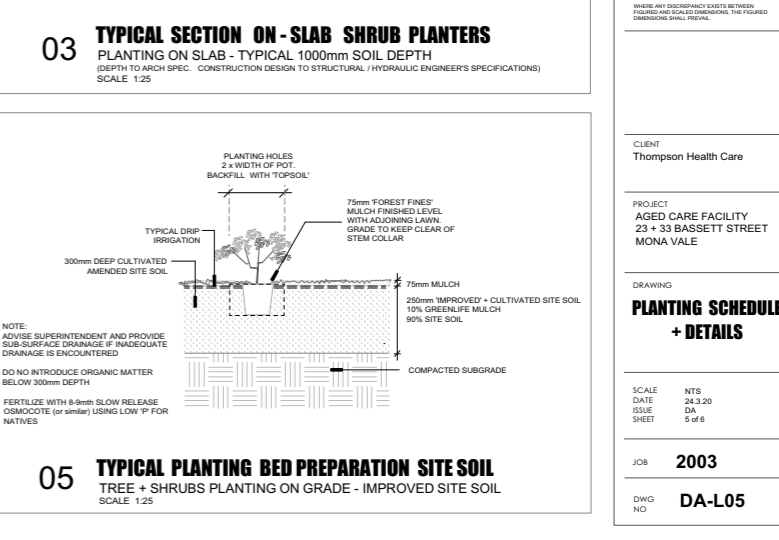 03
TYPICAL SECTION ON - SLAB SHRUB PLANTERS
PLANTING ON SLAB - TYPICAL 1000mm SOIL DEPTH
(DEPTH TO ARCH SPEC. CONSTRUCTION DESIGN TO STRUCTURAL / HYDRAULIC ENGINEER'S SPECIFICATIONS)
SCALE 1:25
PLANTING HOLES
2 x WIDTH OF POT.
BACKFILL WITH 'TOPSOIL'
TYPICAL DRIP
IRRIGATION
300mm DEEP CULTIVATED
AMENDED SITE SOIL
75mm 'FOREST FINES'
MULCH FINISHED LEVEL
WITH ADJOINING LAWN.
GRADE TO KEEP CLEAR OF
STEM COLLAR
75mm MULCH
250mm 'IMPROVED' + CULTIVATED SITE SOIL
10% GREENLIFE MULCH
90% SITE SOIL
COMPACTED SUBGRADE
NOTE:
ADVISE SUPERINTENDENT AND PROVIDE
SUB-SURFACE DRAINAGE IF INADEQUATE
DRAINAGE IS ENCOUNTERED
DO NO INTRODUCE ORGANIC MATTER
BELOW 300mm DEPTH
FERTILIZE WITH 8-9mth SLOW RELEASE
OSMOCOTE (or similar) USING LOW 'P' FOR
NATIVES
05
TYPICAL PLANTING BED PREPARATION SITE SOIL
TREE + SHRUBS PLANTING ON GRADE - IMPROVED SITE SOIL
SCALE 1:25
WHERE ANY DISCREPANCY EXISTS BETWEEN
FIGURED AND SCALED DIMENSIONS, THE FIGURED
DIMENSIONS SHALL PREVAIL.
CLIENT
Thompson Health Care
PROJECT
AGED CARE FACILITY
23 + 33 BASSETT STREET
MONA VALE
DRAWING
PLANTING SCHEDULE
+ DETAILS
SCALE NTS
DATE 24.3.20
ISSUE DA
SHEET 5 of 6
JOB 2003
DWG
NO DA-L05